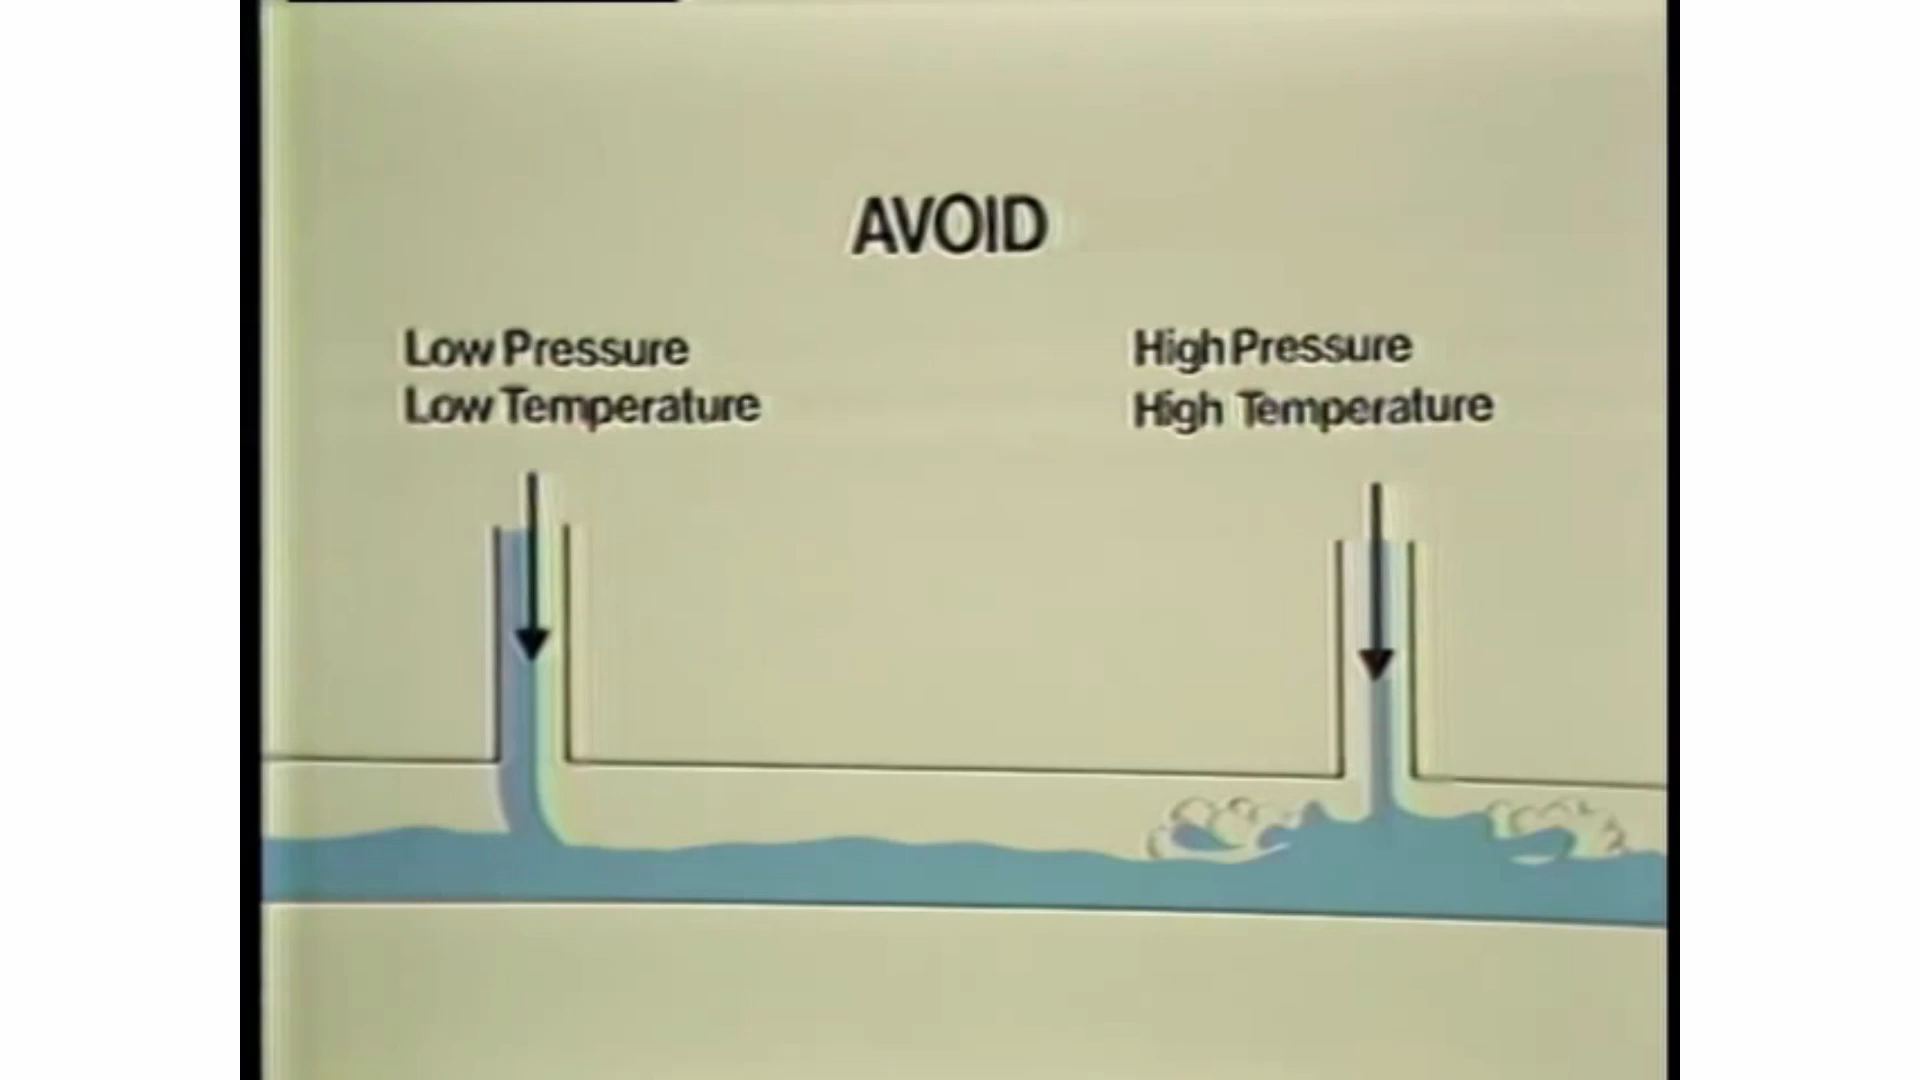 AVOID
Low Pressure
Low Temperature
High Pressure
High Temperature